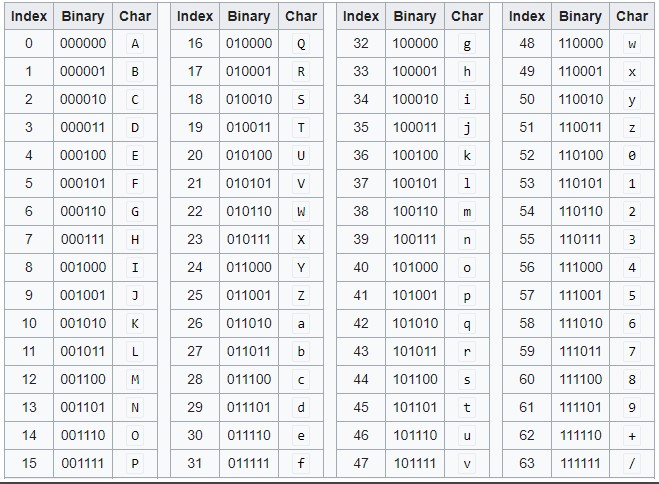 Index Binary Char Index Binary Char Index Binary Char Index Binary Char
0 000000 A 16 010000 Q 32 100000 g 48 110000 w
1 000001 B 17 010001 R 33 100001 h 49 110001 x
2 000010 C 18 010010 S 34 100010 i 50 110010 y
3 000011 D 19 010011 T 35 100011 j 51 110011 z
4 000100 E 20 010100 U 36 100100 k 52 110100 0
5 000101 F 21 010101 V 37 100101 l 53 110101 1
6 000110 G 22 010110 W 38 100110 m 54 110110 2
7 000111 H 23 010111 X 39 100111 n 55 110111 3
8 001000 I 24 011000 Y 40 101000 o 56 111000 4
9 001001 J 25 011001 Z 41 101001 p 57 111001 5
10 001010 K 26 011010 a 42 101010 q 58 111010 6
11 001011 L 27 011011 b 43 101011 r 59 111011 7
12 001100 M 28 011100 c 44 101100 s 60 111100 8
13 001101 N 29 011101 d 45 101101 t 61 111101 9
14 001110 O 30 011110 e 46 101110 u 62 111110 +
15 001111 P 31 011111 f 47 101111 v 63 111111 /